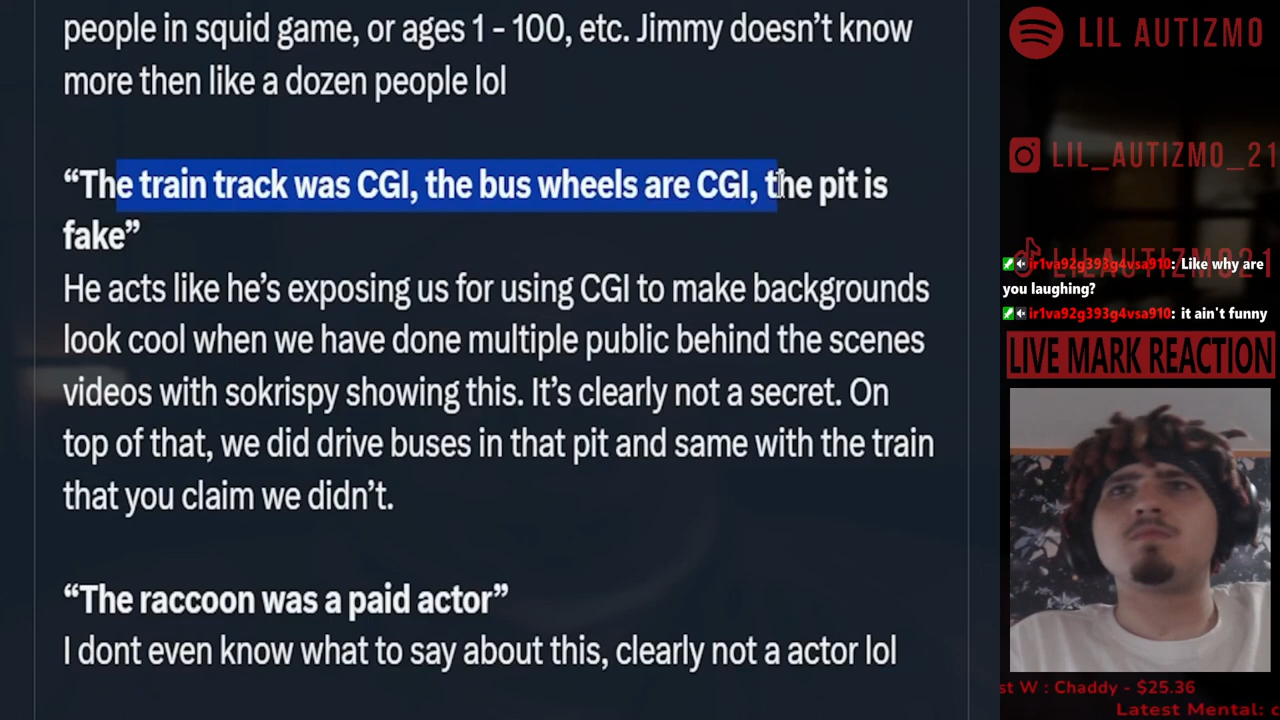 people in squid game, or ages 1 - 100, etc. Jimmy doesn’t know
more then like a dozen people lol
“The train track was CGI, the bus wheels are CGI, the pit is
fake”
He acts like he’s exposing us for using CGI to make backgrounds
look cool when we have done multiple public behind the scenes
videos with sokrispy showing this. It’s clearly not a secret. On
top of that, we did drive buses in that pit and same with the train
that you claim we didn’t.
“The raccoon was a paid actor”
I dont even know what to say about this, clearly not a actor lol
LIL AUTIZMO
LIL_AUTIZMO_21
LILAUTIZMO21
ir1va92g393g4vsa910: Like why are
you laughing?
ir1va92g393g4vsa910: it ain't funny
LIVE MARK REACTION
st W : Chaddy - $25.36
Latest Mental: